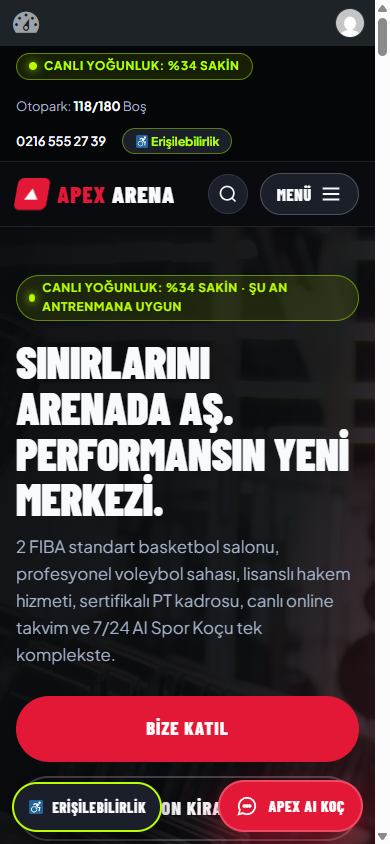 CANLI YOĞUNLUK: %34 SAKİN
Otopark: 118/180 Boş
0216 555 27 39 ♿ Erişilebilirlik
APEX ARENA MENÜ
CANLI YOĞUNLUK: %34 SAKİN · ŞU AN
ANTRENMANA UYGUN
SINIRLARINI
ARENADA AŞ.
PERFORMANSIN YENİ
MERKEZİ.
2 FIBA standart basketbol salonu,
profesyonel voleybol sahası, lisanslı hakem
hizmeti, sertifikalı PT kadrosu, canlı online
takvim ve 7/24 AI Spor Koçu tek
komplekste.
BİZE KATIL
♿ ERİŞİLEBİLİRLİK APEX AI KOÇ